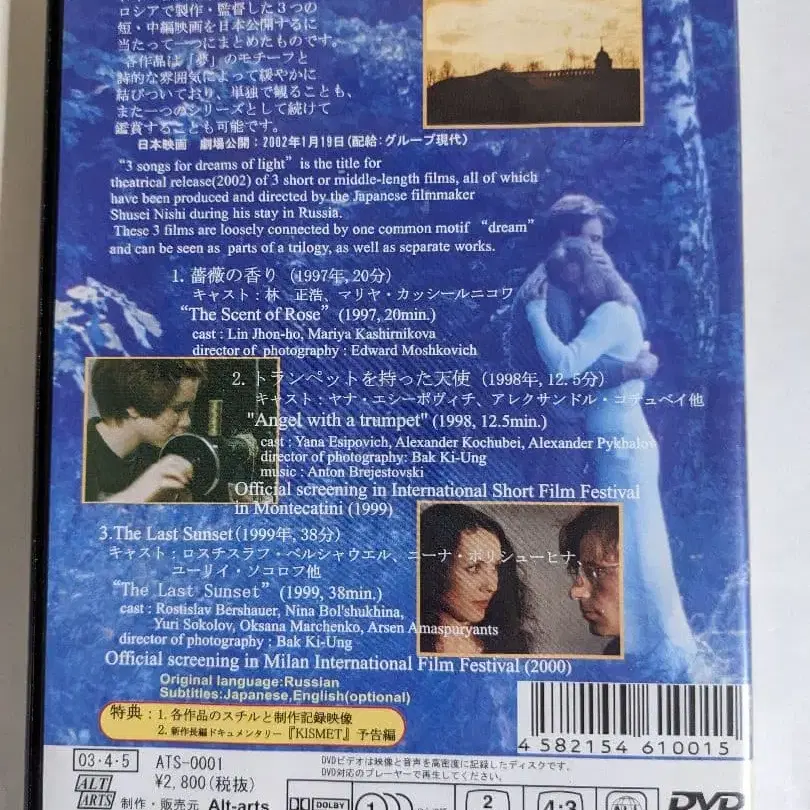 ロシアで製作・監督した3つの
短・中編映画を日本公開するに
当たって一つにまとめたものです。
各作品は「夢」のモチーフと
詩的な雰囲気によって緩やかに
結びついており、単独で観ることも、
また一つのシリーズとして続けて
鑑賞することも可能です。
日本映画 劇場公開：2002年1月19日(配給：グループ現代)
“3 songs for dreams of light” is the title for
theatrical release(2002) of 3 short or middle-length films, all of which
have been produced and directed by the Japanese filmmaker
Shusei Nishi during his stay in Russia.
These 3 films are loosely connected by one common motif “dream”
and can be seen as parts of a trilogy, as well as separate works.
1. 薔薇の香り（1997年, 20分）
キャスト：林 正浩、マリヤ・カッシールニコワ
“The Scent of Rose” (1997, 20min.)
cast : Lin Jhon-ho, Mariya Kashirnikova
director of photography : Edward Moshkovich
2. トランペットを持った天使（1998年, 12.5分）
キャスト：ヤナ・エシーポヴィチ、アレクサンドル・コチュベイ他
"Angel with a trumpet" (1998, 12.5min.)
cast : Yana Esipovich, Alexander Kochubei, Alexander Pykhalov
director of photography: Bak Ki-Ung
music : Anton Brejestovski
Official screening in International Short Film Festival
in Montecatini (1999)
3.The Last Sunset(1999年, 38分)
キャスト：ロスチスラフ・ベルシャウエル、ニーナ・ボリシューヒナ、
ユーリイ・ソコロフ他
“The Last Sunset” (1999, 38min.)
cast : Rostislav Bershauer, Nina Bol'shukhina,
Yuri Sokolov, Oksana Marchenko, Arsen Amaspuryants
director of photography : Bak Ki-Ung
Official screening in Milan International Film Festival (2000)
Original language:Russian
Subtitles:Japanese,English(optional)
特典：1. 各作品のスチルと制作記録映像
2. 新作長編ドキュメンタリー『KISMET』予告編
4 582154 610015
03・4・5 ATS-0001
¥2,800(税抜)
DVDビデオは映像と音声を高密度に記録したディスクです。
DVD対応のプレーヤーで再生してください。
ALT ARTS 制作・販売元 Alt-arts
DOLBY
1
2
4:3
ALL
DVD